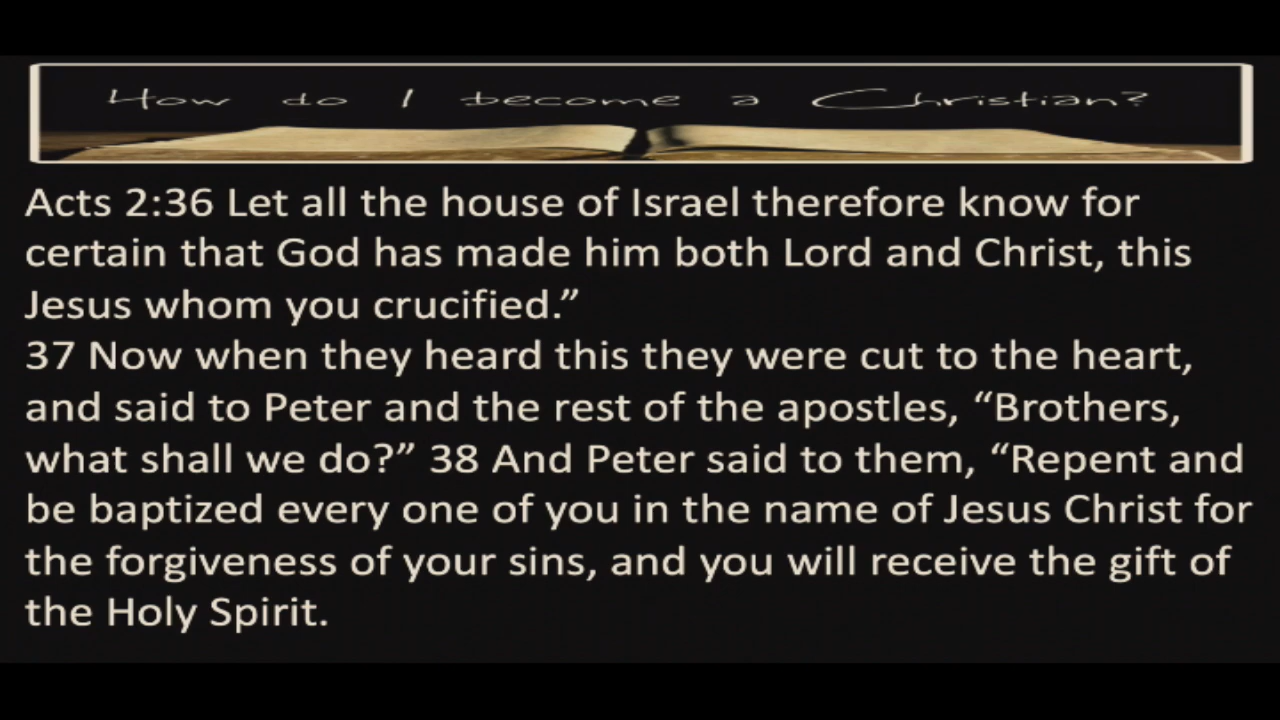 How do I become a Christian?
Acts 2:36 Let all the house of Israel therefore know for
certain that God has made him both Lord and Christ, this
Jesus whom you crucified.”
37 Now when they heard this they were cut to the heart,
and said to Peter and the rest of the apostles, “Brothers,
what shall we do?” 38 And Peter said to them, “Repent and
be baptized every one of you in the name of Jesus Christ for
the forgiveness of your sins, and you will receive the gift of
the Holy Spirit.